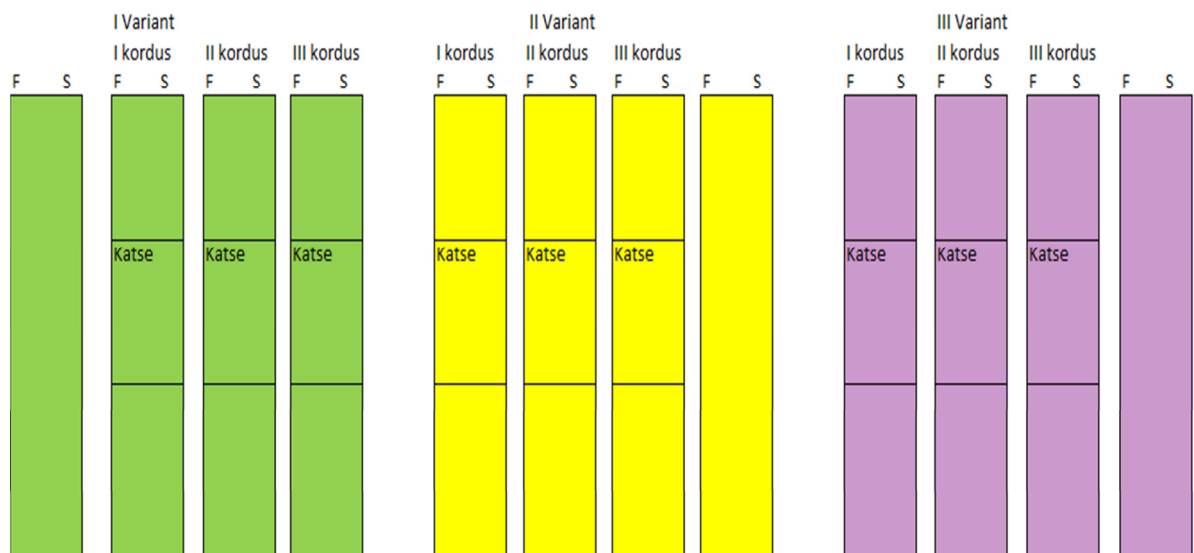 I Variant II Variant III Variant
I kordus II kordus III kordus I kordus II kordus III kordus I kordus II kordus III kordus
F S F S F S F S F S F S F S F S F S F S F S F S
Katse Katse Katse Katse Katse Katse Katse Katse Katse